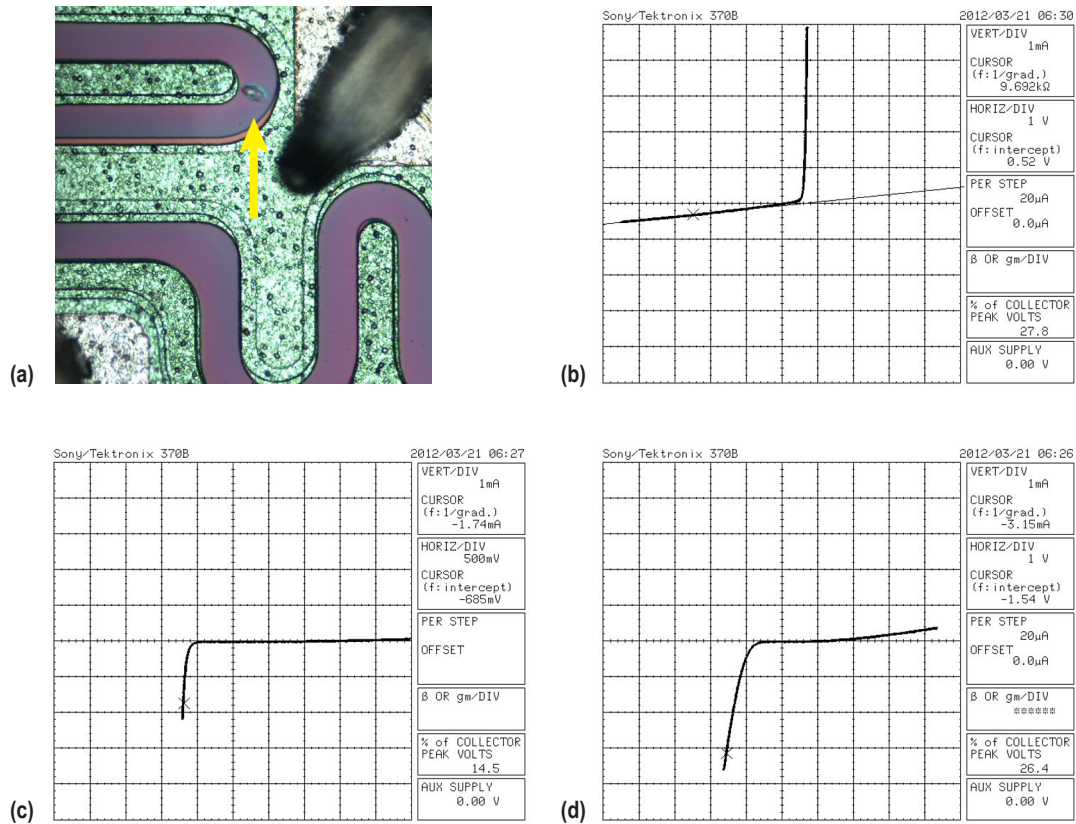 (a)
Sony/Tektronix 370B 2012/03/21 06:30
VERT/DIV
1mA
CURSOR
(f:1/grad.)
9.692kΩ
HORIZ/DIV
1 V
CURSOR
(f:intercept)
0.52 V
PER STEP
20µA
OFFSET
0.0µA
β OR gm/DIV
% of COLLECTOR
PEAK VOLTS
27.8
AUX SUPPLY
0.00 V
(b)
Sony/Tektronix 370B 2012/03/21 06:27
VERT/DIV
1mA
CURSOR
(f:1/grad.)
-1.74mA
HORIZ/DIV
500mV
CURSOR
(f:intercept)
-685mV
PER STEP
OFFSET
β OR gm/DIV
% of COLLECTOR
PEAK VOLTS
14.5
AUX SUPPLY
0.00 V
(c)
Sony/Tektronix 370B 2012/03/21 06:26
VERT/DIV
1mA
CURSOR
(f:1/grad.)
-3.15mA
HORIZ/DIV
1 V
CURSOR
(f:intercept)
-1.54 V
PER STEP
20µA
OFFSET
0.0µA
β OR gm/DIV
******
% of COLLECTOR
PEAK VOLTS
26.4
AUX SUPPLY
0.00 V
(d)